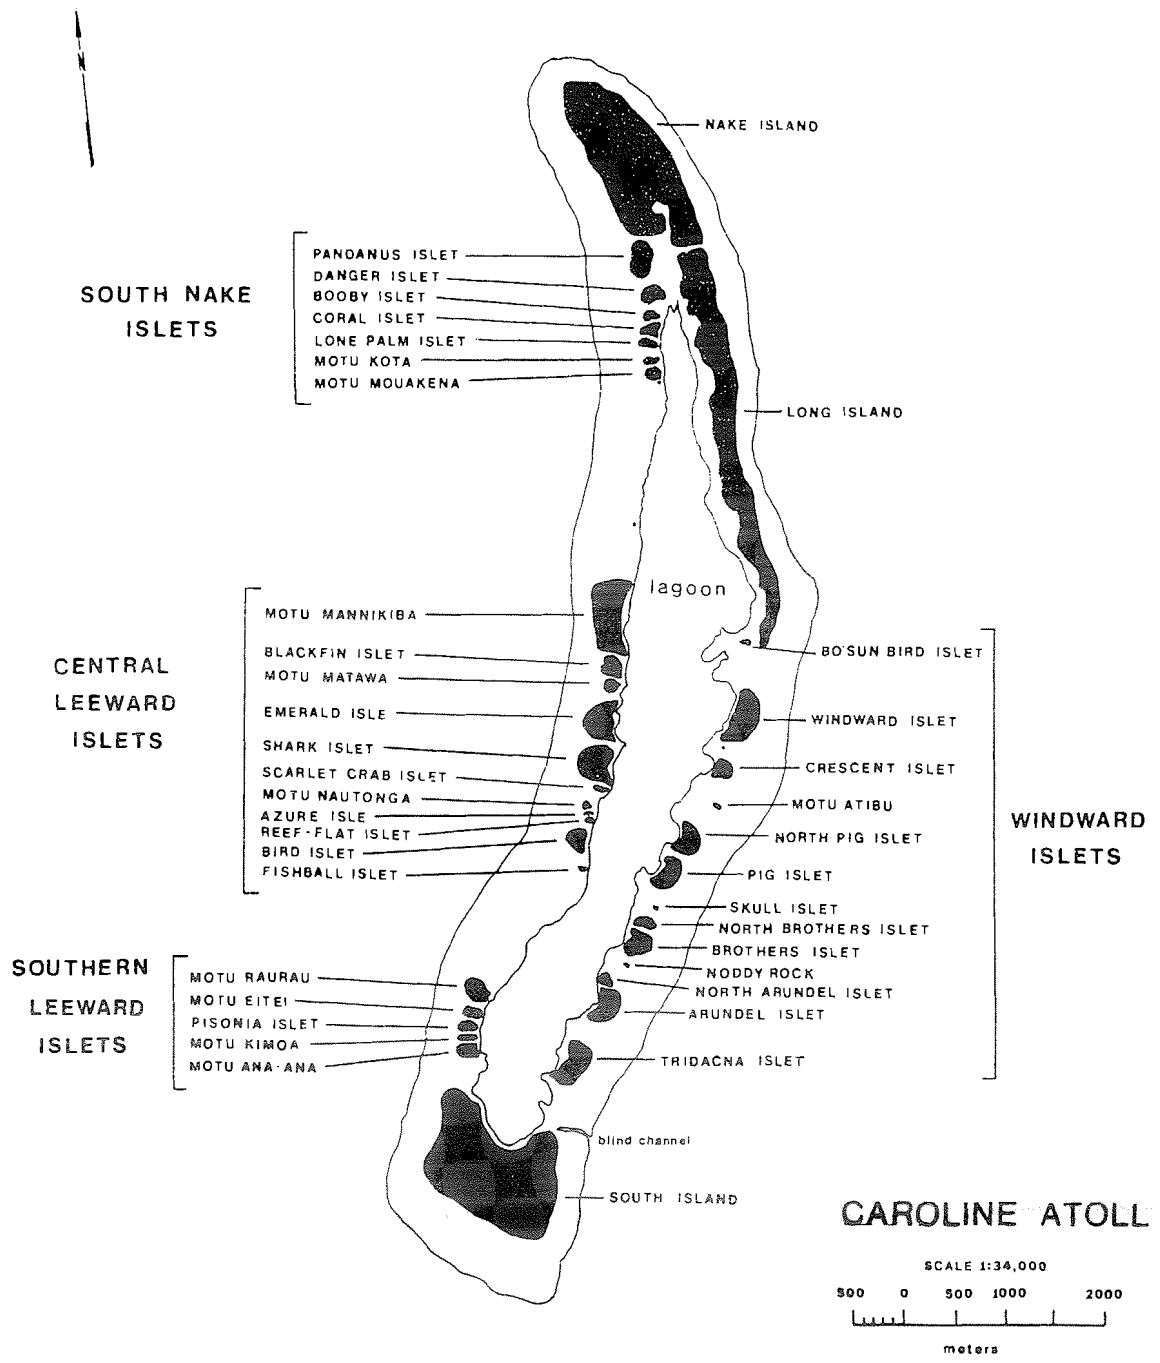 N
NAKE ISLAND
SOUTH NAKE
ISLETS
PANDANUS ISLET
DANGER ISLET
BOOBY ISLET
CORAL ISLET
LONE PALM ISLET
MOTU KOTA
MOTU MOUAKENA
LONG ISLAND
lagoon
CENTRAL
LEEWARD
ISLETS
MOTU MANNIKIBA
BLACKFIN ISLET
MOTU MATAWA
EMERALD ISLE
SHARK ISLET
SCARLET CRAB ISLET
MOTU NAUTONGA
AZURE ISLE
REEF-FLAT ISLET
BIRD ISLET
FISHBALL ISLET
BO'SUN BIRD ISLET
WINDWARD ISLET
CRESCENT ISLET
MOTU ATIBU
NORTH PIG ISLET
PIG ISLET
SKULL ISLET
NORTH BROTHERS ISLET
BROTHERS ISLET
NODDY ROCK
NORTH ARUNDEL ISLET
ARUNDEL ISLET
TRIDACNA ISLET
WINDWARD
ISLETS
SOUTHERN
LEEWARD
ISLETS
MOTU RAURAU
MOTU EITEI
PISONIA ISLET
MOTU KIMOA
MOTU ANA-ANA
blind channel
SOUTH ISLAND
CAROLINE ATOLL
SCALE 1:34,000
500 0 500 1000 2000
meters